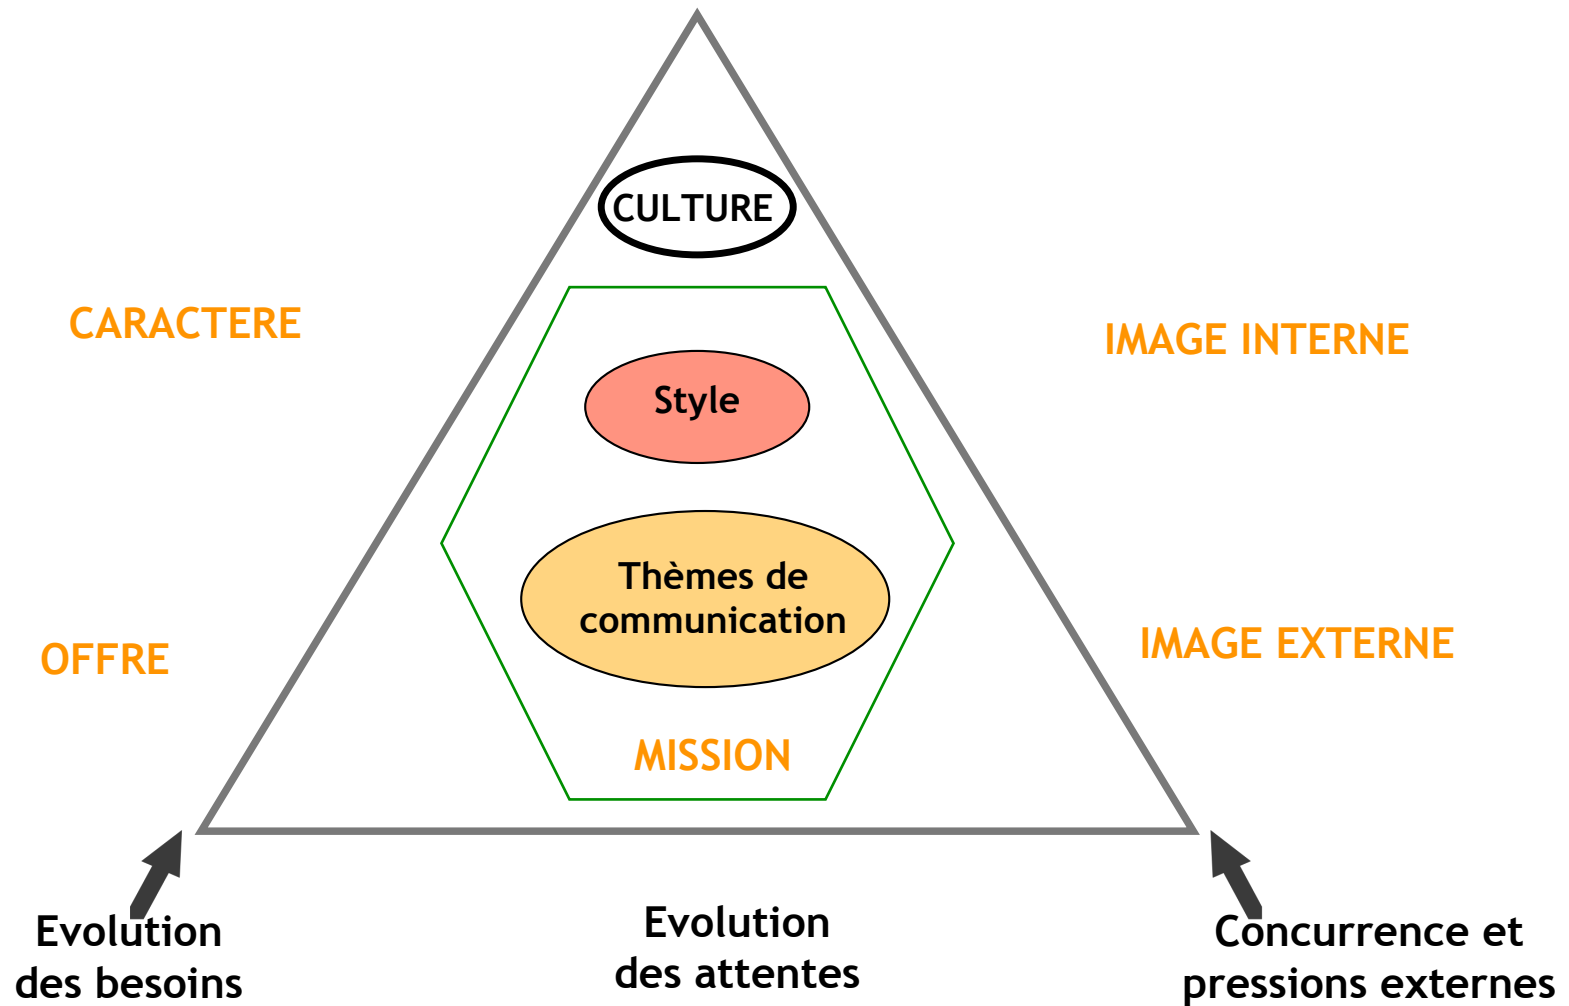 CULTURE
CARACTERE
IMAGE INTERNE
Style
Thèmes de
communication
OFFRE
IMAGE EXTERNE
MISSION
Evolution
des besoins
Evolution
des attentes
Concurrence et
pressions externes